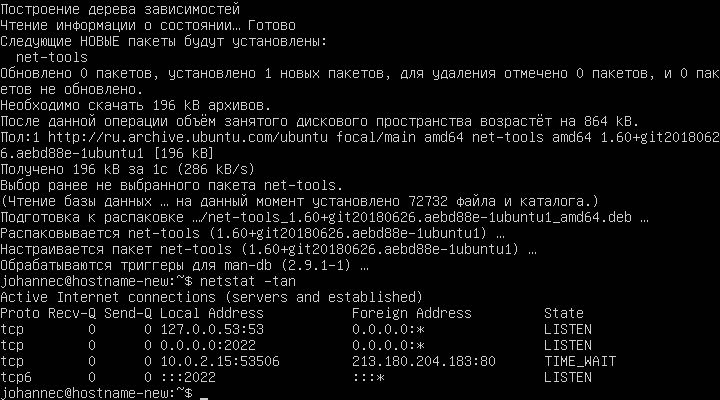 Построение дерева зависимостей
Чтение информации о состоянии… Готово
Следующие НОВЫЕ пакеты будут установлены:
  net-tools
Обновлено 0 пакетов, установлено 1 новых пакетов, для удаления отмечено 0 пакетов, и 0 пак
етов не обновлено.
Необходимо скачать 196 kB архивов.
После данной операции объём занятого дискового пространства возрастёт на 864 kB.
Пол:1 http://ru.archive.ubuntu.com/ubuntu focal/main amd64 net-tools amd64 1.60+git2018062
6.aebd88e-1ubuntu1 [196 kB]
Получено 196 kB за 1с (286 kB/s)
Выбор ранее не выбранного пакета net-tools.
(Чтение базы данных … на данный момент установлено 72732 файла и каталога.)
Подготовка к распаковке …/net-tools_1.60+git20180626.aebd88e-1ubuntu1_amd64.deb …
Распаковывается net-tools (1.60+git20180626.aebd88e-1ubuntu1) …
Настраивается пакет net-tools (1.60+git20180626.aebd88e-1ubuntu1) …
Обрабатываются триггеры для man-db (2.9.1-1) …
johannec@hostname-new:~$ netstat -tan
Active Internet connections (servers and established)
Proto Recv-Q Send-Q Local Address           Foreign Address         State
tcp        0      0 127.0.0.53:53           0.0.0.0:*               LISTEN
tcp        0      0 0.0.0.0:2022            0.0.0.0:*               LISTEN
tcp        0      0 10.0.2.15:53506         213.180.204.183:80      TIME_WAIT
tcp6       0      0 :::2022                 :::*                    LISTEN
johannec@hostname-new:~$ _